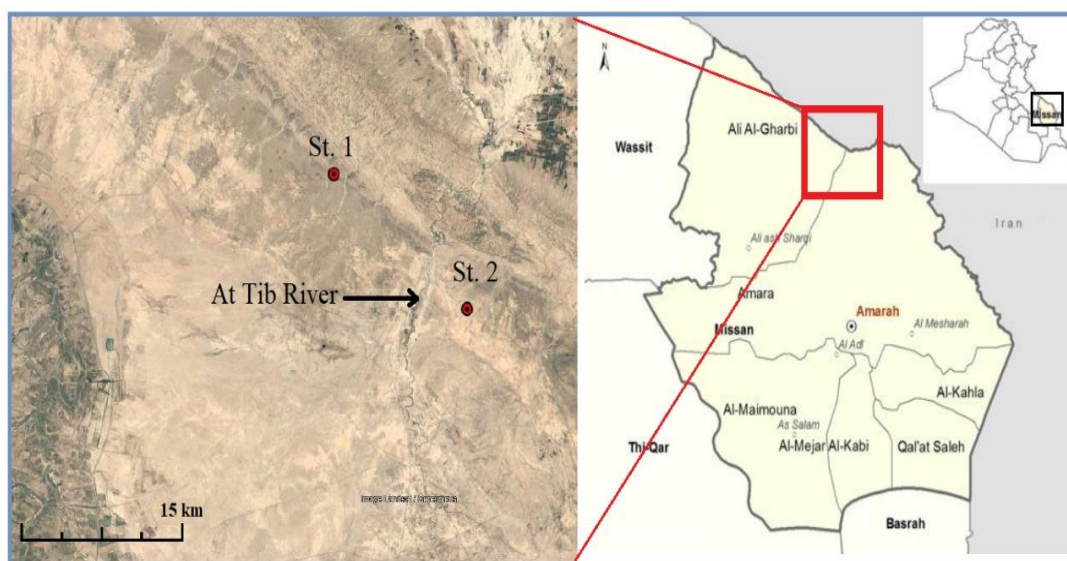 St. 1
St. 2
At Tib River
15 km
Missan
Ali Al-Gharbi
Wassit
Iran
Ali ash Sharqi
Amara
Amarah
Missan
Al Mesharah
Al Adl
Al-Kahla
Al-Maimouna
As Salam
Al-Mejar Al-Kabi
Qal'at Saleh
Thi-Qar
Basrah